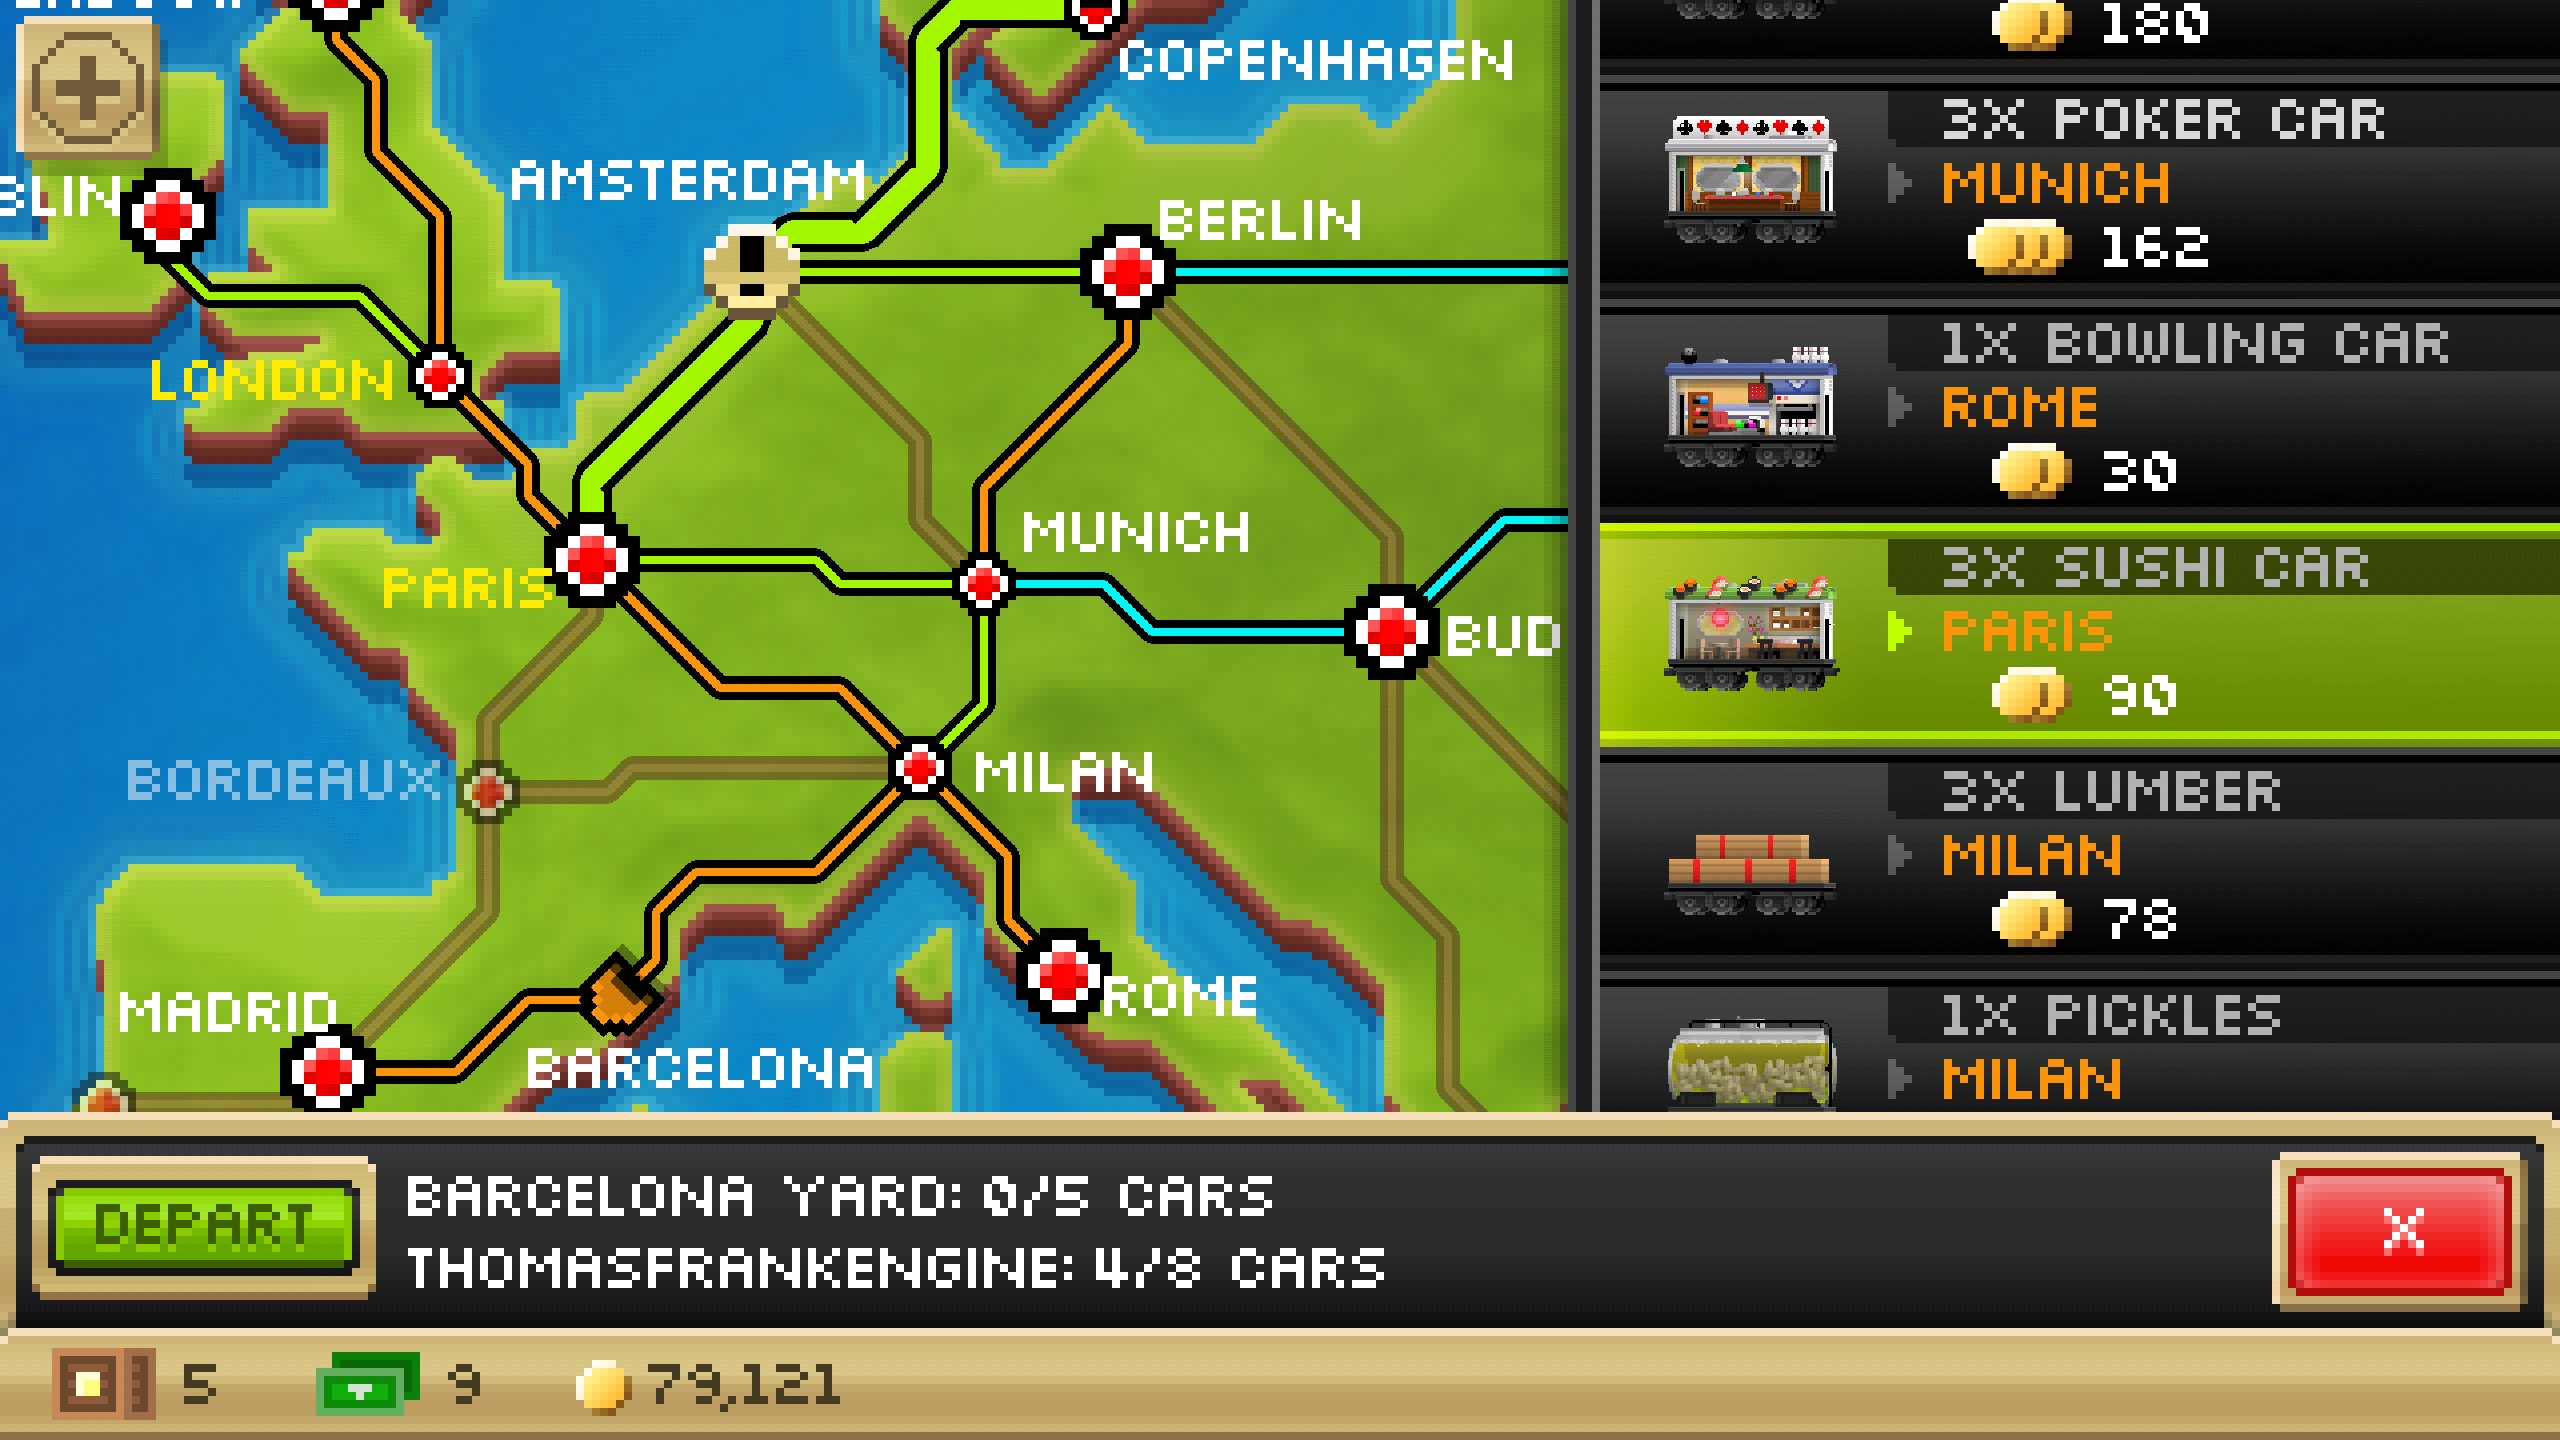 COPENHAGEN
AMSTERDAM
BERLIN
BLIN
LONDON
MUNICH
PARIS
BUD
BORDEAUX
MILAN
MADRID
ROME
BARCELONA
180
3X POKER CAR
MUNICH
162
1X BOWLING CAR
ROME
30
3X SUSHI CAR
PARIS
90
3X LUMBER
MILAN
78
1X PICKLES
MILAN
DEPART
BARCELONA YARD: 0/5 CARS
THOMASFRANKENGINE: 4/8 CARS
X
5
9
79,121